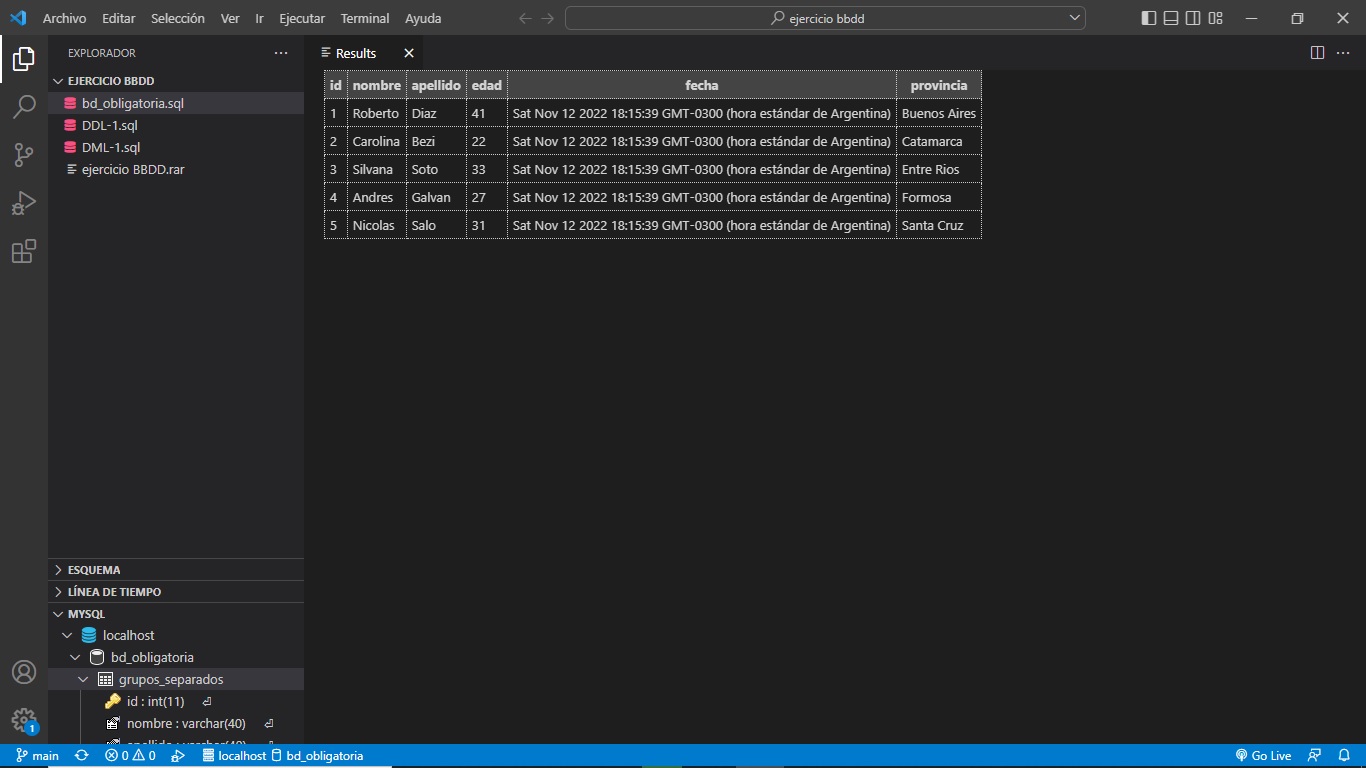 Archivo Editar Selección Ver Ir Ejecutar Terminal Ayuda ejercicio bbdd
EXPLORADOR
EJERCICIO BBDD
bd_obligatoria.sql
DDL-1.sql
DML-1.sql
ejercicio BBDD.rar
ESQUEMA
LÍNEA DE TIEMPO
MYSQL
localhost
bd_obligatoria
grupos_separados
id : int(11)
nombre : varchar(40)
apellido : varchar(40)
Results
id nombre apellido edad fecha provincia
1 Roberto Diaz 41 Sat Nov 12 2022 18:15:39 GMT-0300 (hora estándar de Argentina) Buenos Aires
2 Carolina Bezi 22 Sat Nov 12 2022 18:15:39 GMT-0300 (hora estándar de Argentina) Catamarca
3 Silvana Soto 33 Sat Nov 12 2022 18:15:39 GMT-0300 (hora estándar de Argentina) Entre Rios
4 Andres Galvan 27 Sat Nov 12 2022 18:15:39 GMT-0300 (hora estándar de Argentina) Formosa
5 Nicolas Salo 31 Sat Nov 12 2022 18:15:39 GMT-0300 (hora estándar de Argentina) Santa Cruz
1
main 0 0 localhost bd_obligatoria Go Live